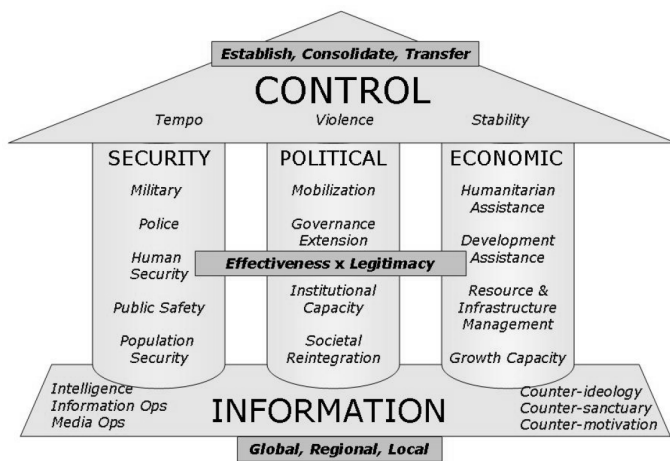 Establish, Consolidate, Transfer
CONTROL
Tempo
Violence
Stability
SECURITY
Military
Police
Human
Security
Public Safety
Population
Security
POLITICAL
Mobilization
Governance
Extension
Effectiveness x Legitimacy
Institutional
Capacity
Societal
Reintegration
ECONOMIC
Humanitarian
Assistance
Development
Assistance
Resource &
Infrastructure
Management
Growth Capacity
Intelligence
Information Ops
Media Ops
INFORMATION
Counter-ideology
Counter-sanctuary
Counter-motivation
Global, Regional, Local